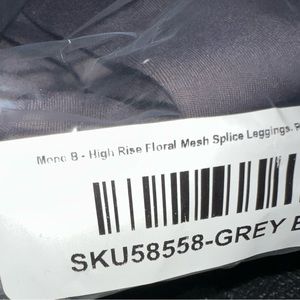 Mono B - High Rise Floral Mesh Splice Leggings.
SKU58558-GREY